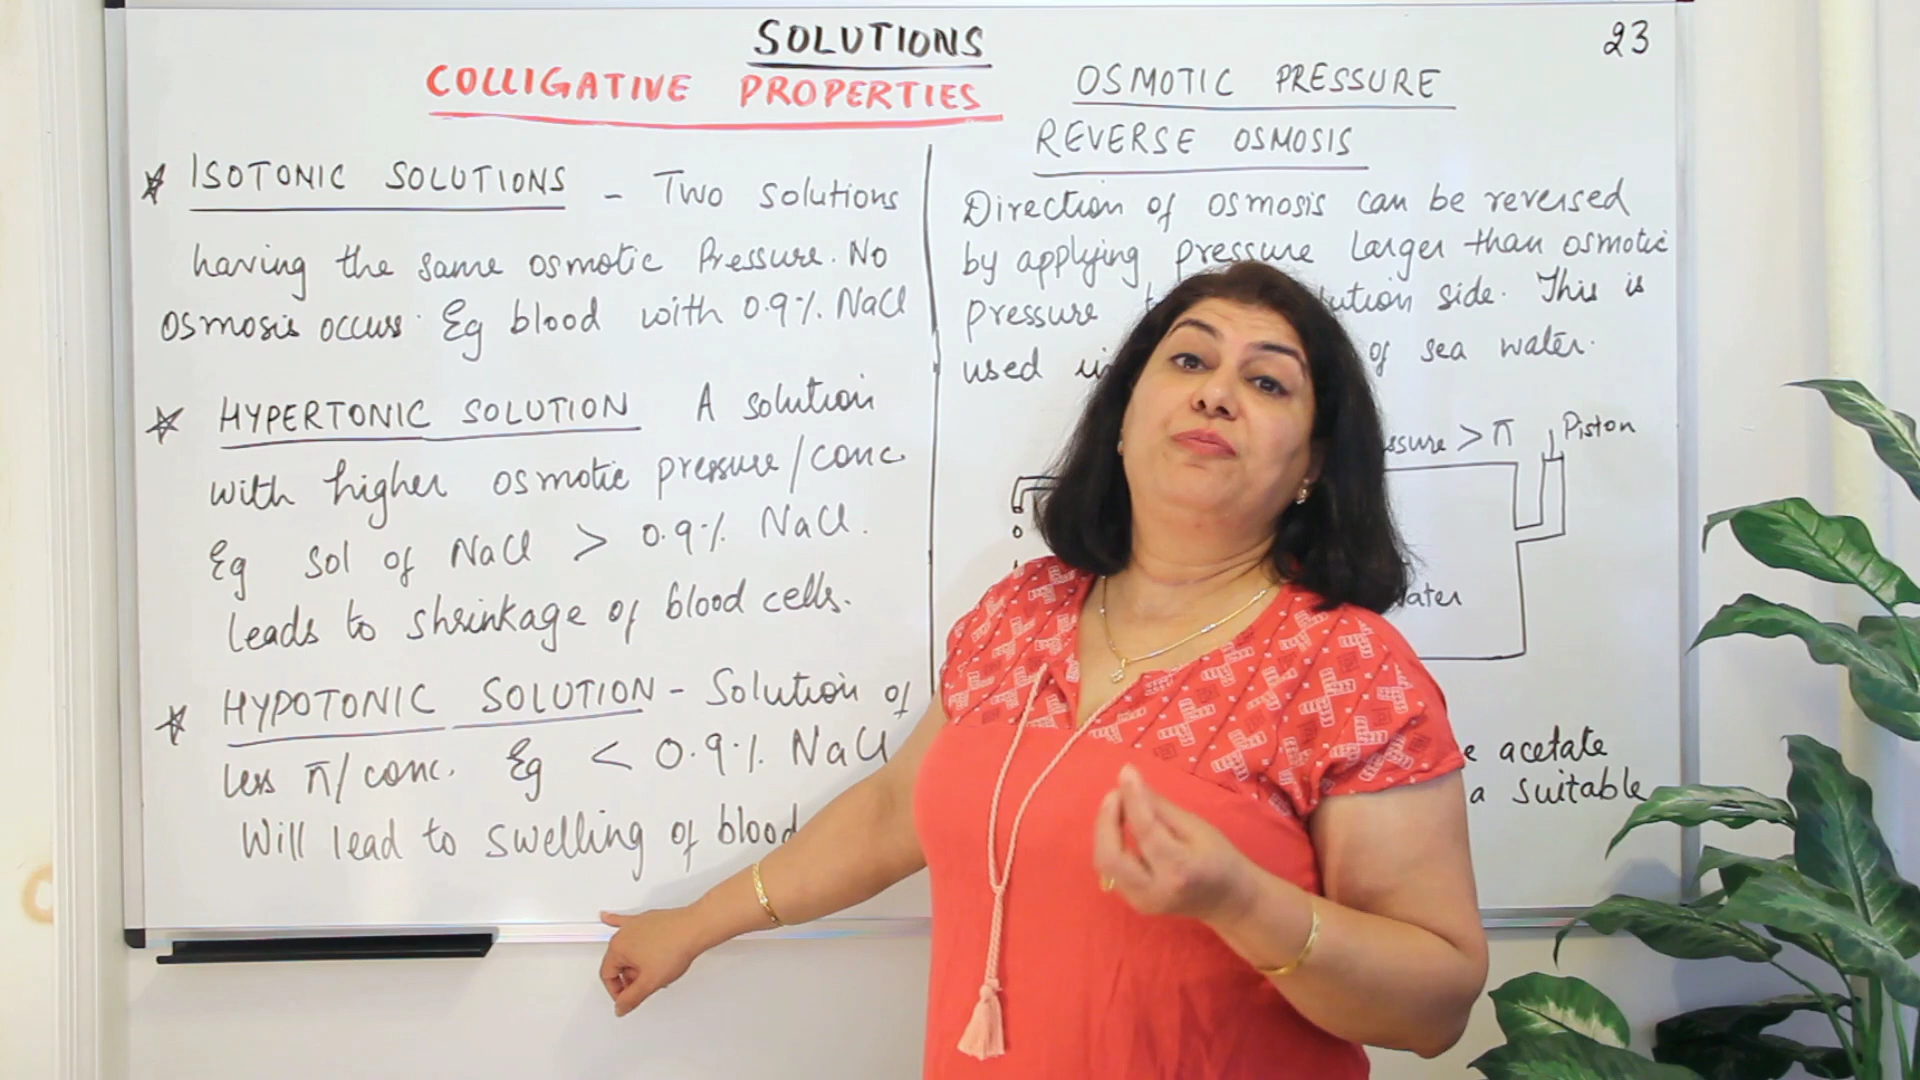 SOLUTIONS
23
COLLIGATIVE PROPERTIES
OSMOTIC PRESSURE
REVERSE OSMOSIS
ISOTONIC SOLUTIONS - Two solutions
having the same osmotic Pressure. No
osmosis occurs. Eg blood with 0.9% NaCl
HYPERTONIC SOLUTION A solution
with higher osmotic pressure/conc.
Eg sol of NaCl > 0.9% NaCl.
leads to shrinkage of blood cells.
HYPOTONIC SOLUTION - Solution of
less π/conc. Eg < 0.9% NaCl
Will lead to swelling of blood
Direction of osmosis can be reversed
by applying pressure larger than osmotic
pressure side. This is
used of sea water.
> π Piston
acetate
a suitable